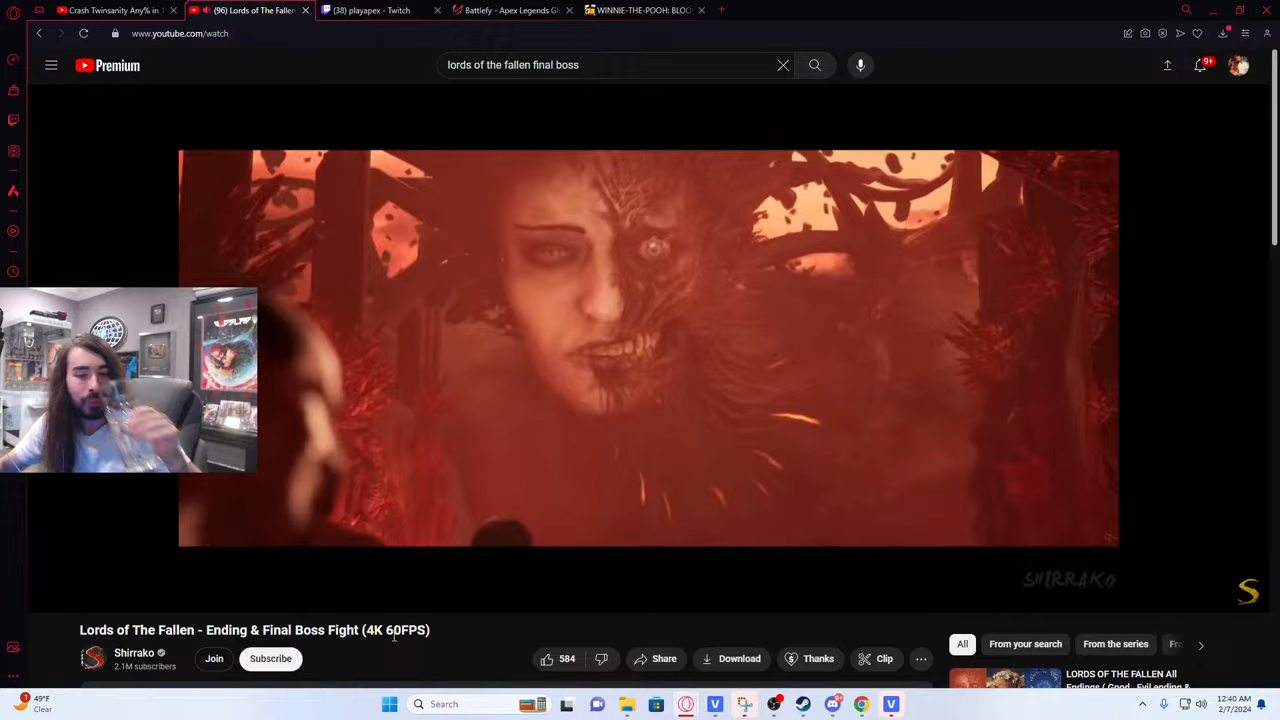 Crash Twinsanity Any% in
(96) Lords of The Fallen
(38) playapex - Twitch
Battlefy - Apex Legends Gl
WINNIE-THE-POOH: BLOO
www.youtube.com/watch
Premium
lords of the fallen final boss
9+
SHIRRAKO
S
Lords of The Fallen - Ending & Final Boss Fight (4K 60FPS)
Shirrako
2.1M subscribers
Join
Subscribe
584
Share
Download
Thanks
Clip
All
From your search
From the series
Fr
LORDS OF THE FALLEN All
Endings ( Good, Evil ending &
49°F
Clear
Search
12:40 AM
2/7/2024